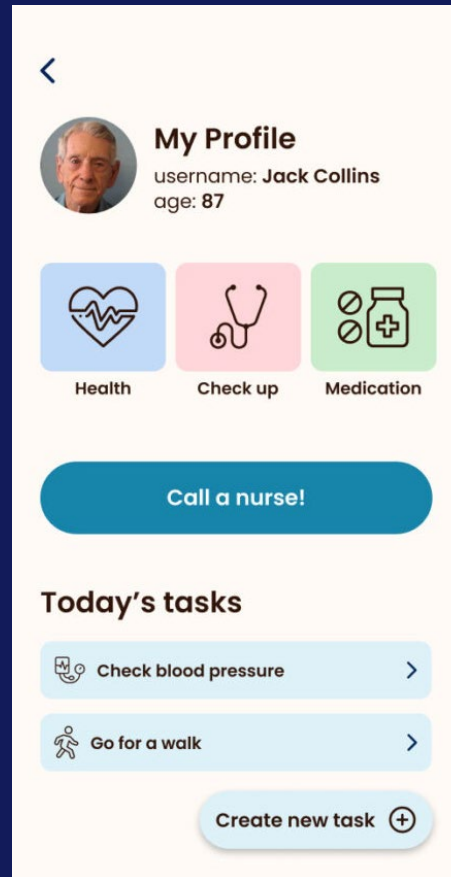 My Profile
username: Jack Collins
age: 87
Health
Check up
Medication
Call a nurse!
Today’s tasks
Check blood pressure
Go for a walk
Create new task